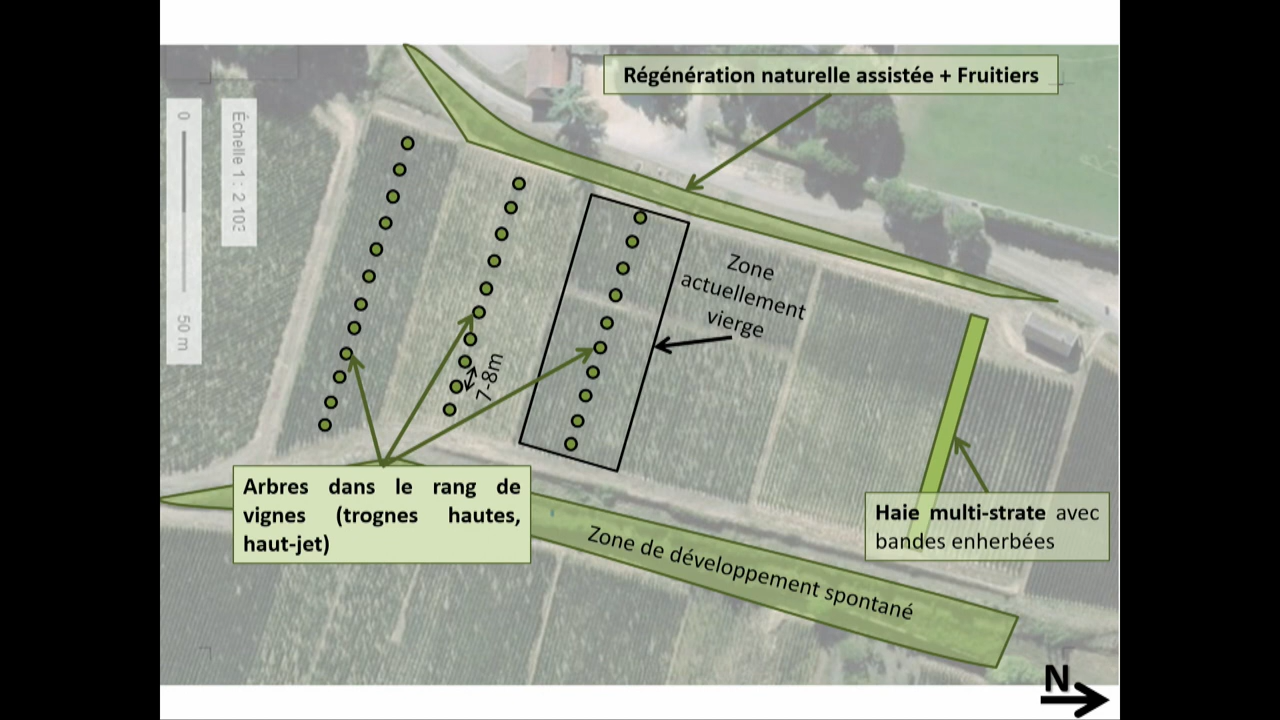 Régénération naturelle assistée + Fruitiers
0
50 m
Échelle 1 : 2 102
Zone
actuellement
vierge
7-8m
Arbres dans le rang de
vignes (trognes hautes,
haut-jet)
Haie multi-strate avec
bandes enherbées
Zone de développement spontané
N